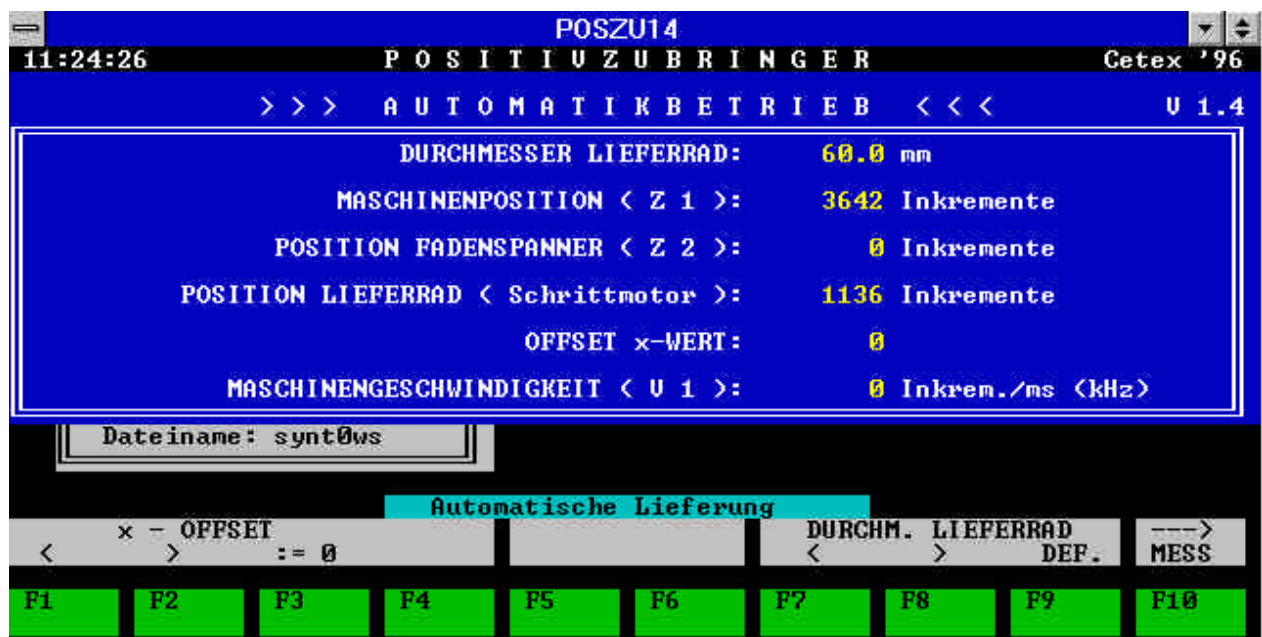 POSZU14
11:24:26 P O S I T I V Z U B R I N G E R Cetex '96
> > > A U T O M A T I K B E T R I E B < < < V 1.4
DURCHMESSER LIEFERRAD: 60.0 mm
MASCHINENPOSITION ( Z 1 ): 3642 Inkremente
POSITION FADENSPANNER ( Z 2 ): 0 Inkremente
POSITION LIEFERRAD ( Schrittmotor ): 1136 Inkremente
OFFSET x-WERT: 0
MASCHINENGESCHWINDIGKEIT ( V 1 ): 0 Inkrem./ms (kHz)
Dateiname: synt0ws
Automatische Lieferung
x - OFFSET DURCHM. LIEFERRAD --->
< > := 0 < > DEF. MESS
F1 F2 F3 F4 F5 F6 F7 F8 F9 F10